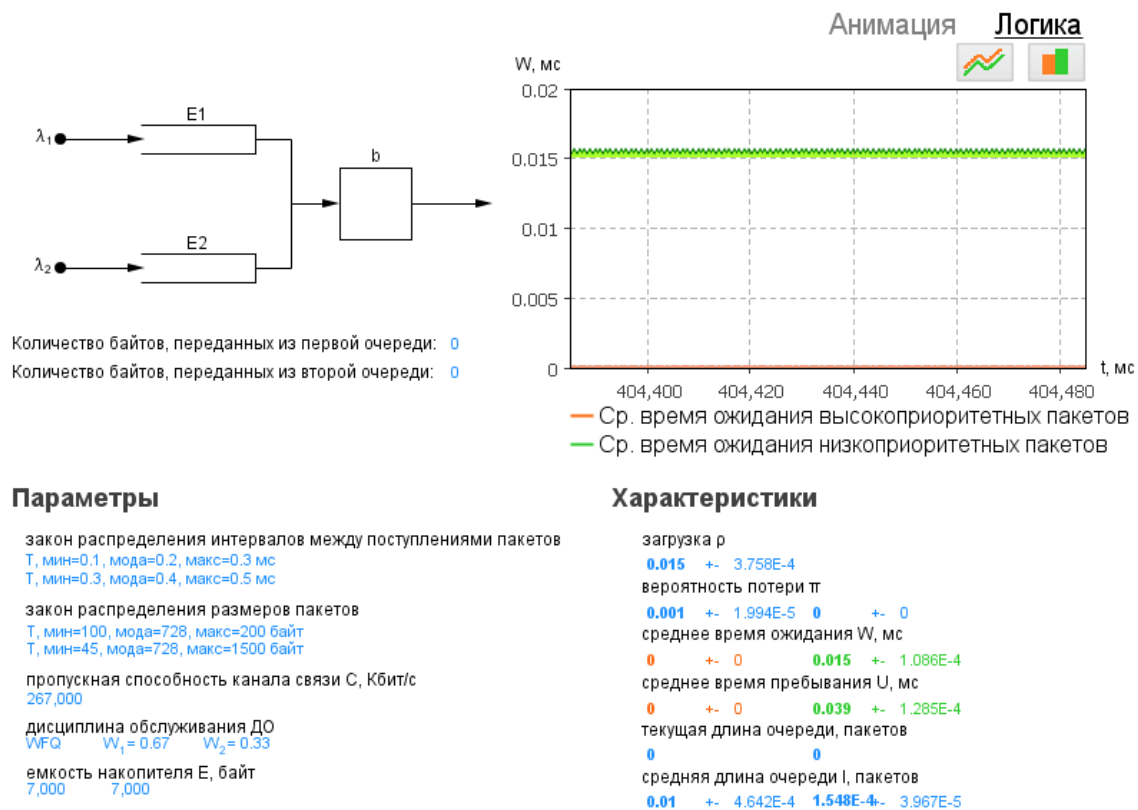 Анимация Логика
W, мс
0.02
0.015
0.01
0.005
0
404,400 404,420 404,440 404,460 404,480
t, мс
Ср. время ожидания высокоприоритетных пакетов
Ср. время ожидания низкоприоритетных пакетов
E1
λ1
b
E2
λ2
Количество байтов, переданных из первой очереди: 0
Количество байтов, переданных из второй очереди: 0
Параметры
закон распределения интервалов между поступлениями пакетов
T, мин=0.1, мода=0.2, макс=0.3 мс
T, мин=0.3, мода=0.4, макс=0.5 мс
закон распределения размеров пакетов
T, мин=100, мода=728, макс=200 байт
T, мин=45, мода=728, макс=1500 байт
пропускная способность канала связи C, Кбит/с
267,000
дисциплина обслуживания ДО
WFQ W1= 0.67 W2= 0.33
емкость накопителя E, байт
7,000 7,000
Характеристики
загрузка ρ
0.015 +- 3.758E-4
вероятность потери π
0.001 +- 1.994E-5 0 +- 0
среднее время ожидания W, мс
0 +- 0 0.015 +- 1.086E-4
среднее время пребывания U, мс
0 +- 0 0.039 +- 1.285E-4
текущая длина очереди, пакетов
0 0
средняя длина очереди l, пакетов
0.01 +- 4.642E-4 1.548E-4+- 3.967E-5